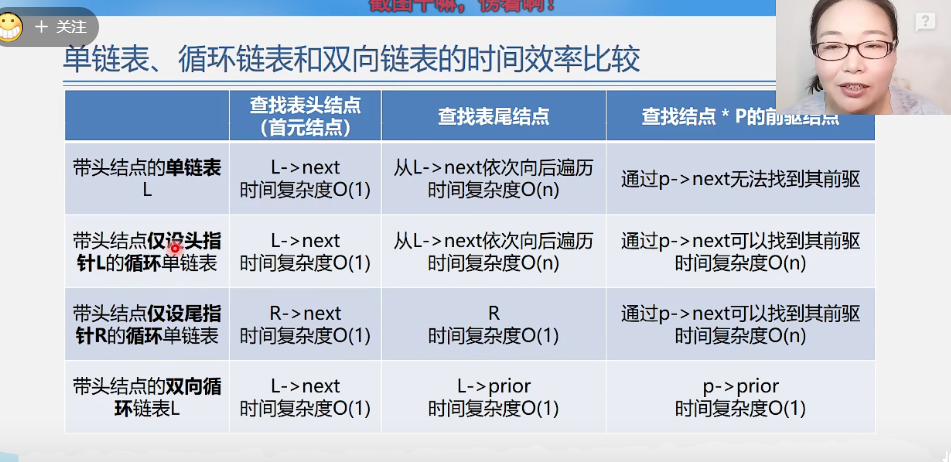 截图干嘛，傍着啊！
+ 关注
?
单链表、循环链表和双向链表的时间效率比较
查找表头结点
（首元结点）
查找表尾结点
查找结点 * P的前驱结点
带头结点的单链表
L
L->next
时间复杂度O(1)
从L->next依次向后遍历
时间复杂度O(n)
通过p->next无法找到其前驱
带头结点仅设头指
针L的循环单链表
L->next
时间复杂度O(1)
从L->next依次向后遍历
时间复杂度O(n)
通过p->next可以找到其前驱
时间复杂度O(n)
带头结点仅设尾指
针R的循环单链表
R->next
时间复杂度O(1)
R
时间复杂度O(1)
通过p->next可以找到其前驱
时间复杂度O(n)
带头结点的双向循
环链表L
L->next
时间复杂度O(1)
L->prior
时间复杂度O(1)
p->prior
时间复杂度O(1)